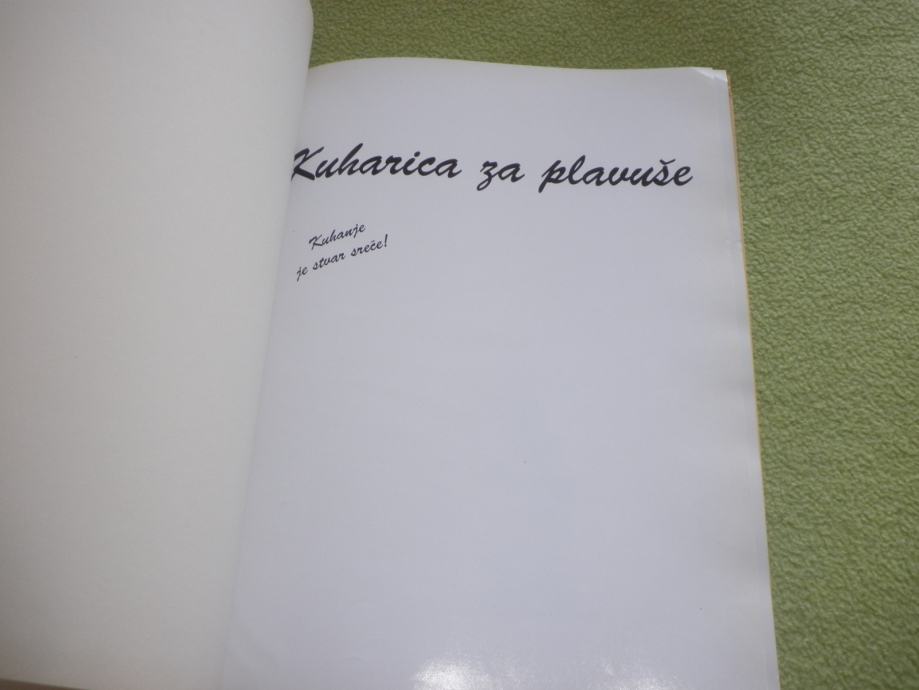 Kuharica za plavuše
Kuhanje
je stvar sreće!